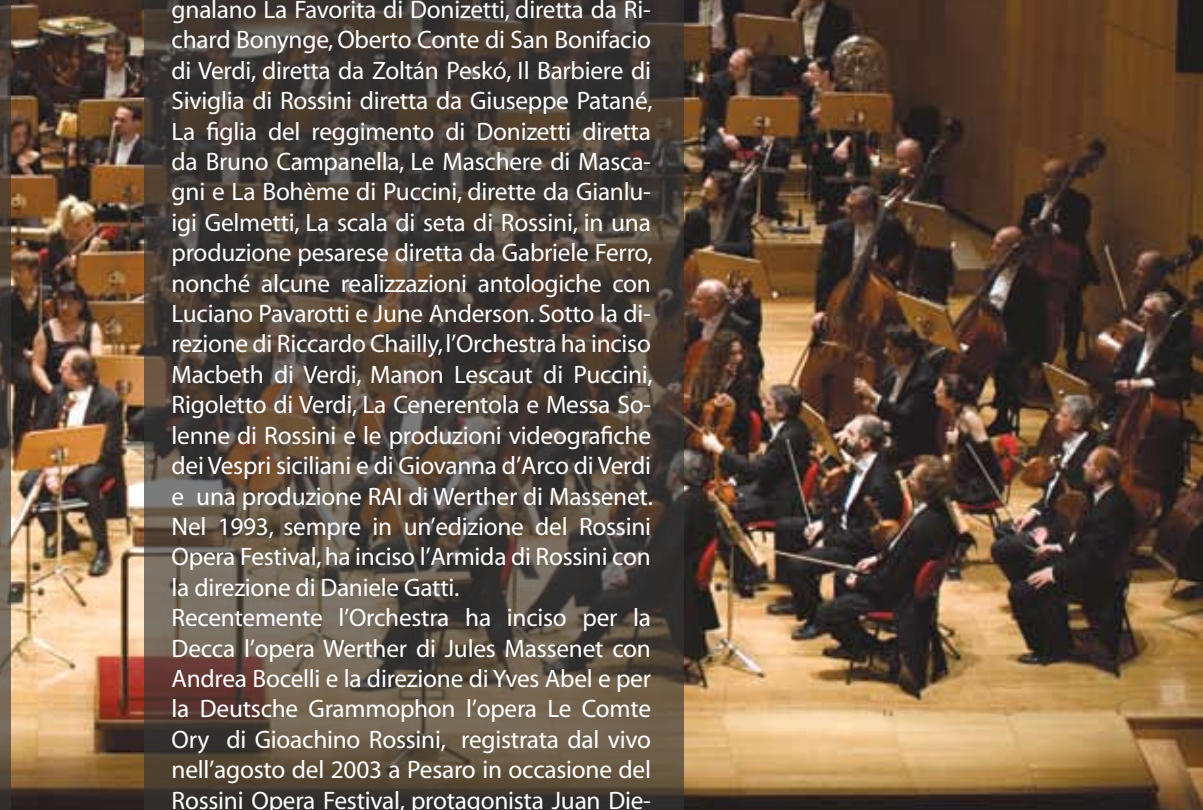 gnalano La Favorita di Donizetti, diretta da Ri-
chard Bonynge, Oberto Conte di San Bonifacio
di Verdi, diretta da Zoltán Peskó, Il Barbiere di
Siviglia di Rossini diretta da Giuseppe Patané,
La figlia del reggimento di Donizetti diretta
da Bruno Campanella, Le Maschere di Masca-
gni e La Bohème di Puccini, dirette da Gianlu-
igi Gelmetti, La scala di seta di Rossini, in una
produzione pesarese diretta da Gabriele Ferro,
nonché alcune realizzazioni antologiche con
Luciano Pavarotti e June Anderson. Sotto la di-
rezione di Riccardo Chailly, l'Orchestra ha inciso
Macbeth di Verdi, Manon Lescaut di Puccini,
Rigoletto di Verdi, La Cenerentola e Messa So-
lenne di Rossini e le produzioni videografiche
dei Vespri siciliani e di Giovanna d'Arco di Verdi
e una produzione RAI di Werther di Massenet.
Nel 1993, sempre in un'edizione del Rossini
Opera Festival, ha inciso l'Armida di Rossini con
la direzione di Daniele Gatti.
Recentemente l'Orchestra ha inciso per la
Decca l'opera Werther di Jules Massenet con
Andrea Bocelli e la direzione di Yves Abel e per
la Deutsche Grammophon l'opera Le Comte
Ory di Gioachino Rossini, registrata dal vivo
nell'agosto del 2003 a Pesaro in occasione del
Rossini Opera Festival, protagonista Juan Die-